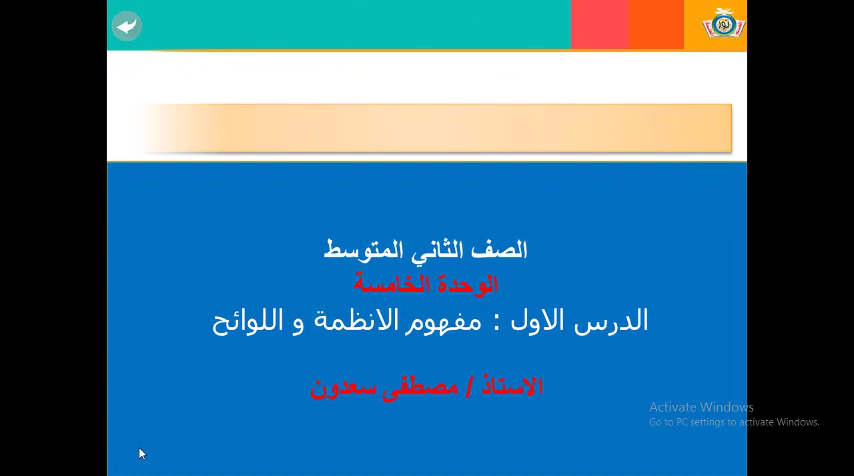 الصف الثاني المتوسط
الوحدة الخامسة
الدرس الاول : مفهوم الانظمة و اللوائح
الاستاذ / مصطفى سعدون
Activate Windows
Go to PC settings to activate Windows.